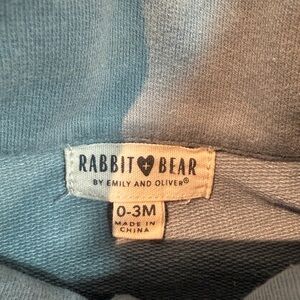 RABBIT + BEAR
BY EMILY AND OLIVER®
0-3M
MADE IN
CHINA